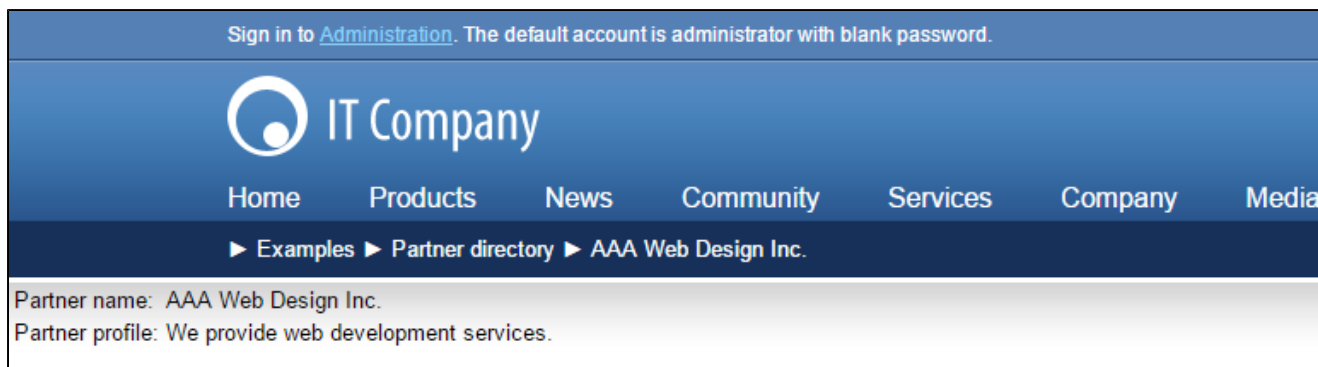 Sign in to Administration. The default account is administrator with blank password.
IT Company
Home Products News Community Services Company Media
► Examples ► Partner directory ► AAA Web Design Inc.
Partner name: AAA Web Design Inc.
Partner profile: We provide web development services.